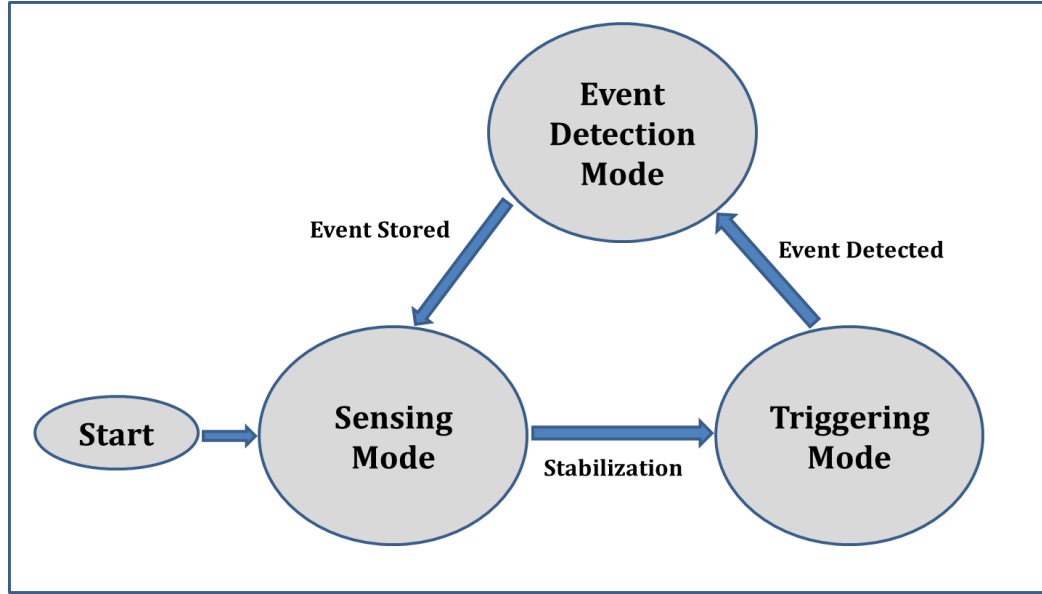 Event
Detection
Mode
Event Stored
Event Detected
Start
Sensing
Mode
Stabilization
Triggering
Mode